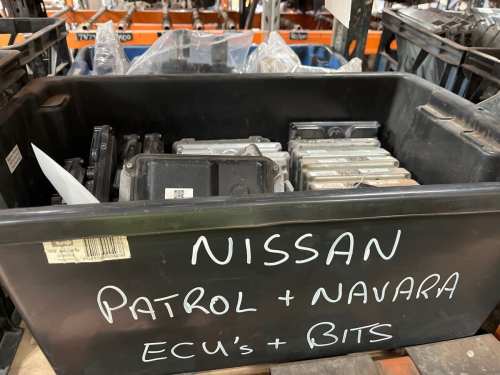 NISSAN
PATROL + NAVARA
ECU's + BITS